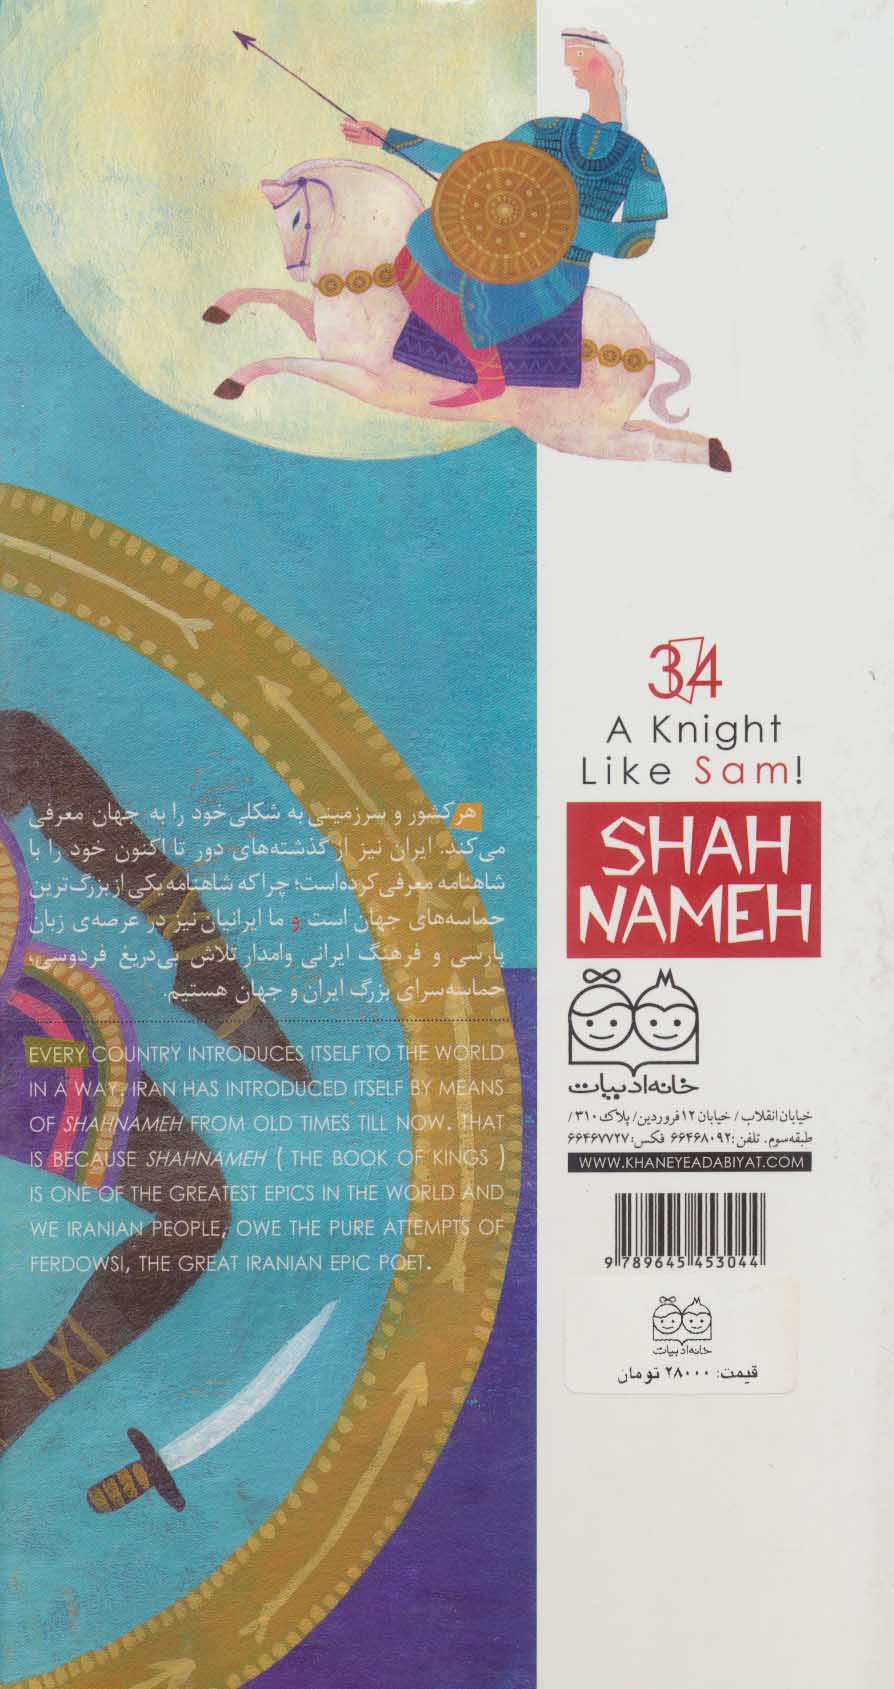 هر کشور و سرزمینی به شکلی خود را به جهان معرفی
می‌کند. ایران نیز از گذشته‌های دور تا اکنون خود را با
شاهنامه معرفی کرده‌است؛ چرا که شاهنامه یکی از بزرگ‌ترین
حماسه‌های جهان است و ما ایرانیان نیز در عرصه‌ی زبان
پارسی و فرهنگ ایرانی وامدار تلاش بی‌دریغ فردوسی،
حماسه‌سرای بزرگ ایران و جهان هستیم.
EVERY COUNTRY INTRODUCES ITSELF TO THE WORLD
IN A WAY. IRAN HAS INTRODUCED ITSELF BY MEANS
OF SHAHNAMEH FROM OLD TIMES TILL NOW. THAT
IS BECAUSE SHAHNAMEH ( THE BOOK OF KINGS )
IS ONE OF THE GREATEST EPICS IN THE WORLD AND
WE IRANIAN PEOPLE, OWE THE PURE ATTEMPTS OF
FERDOWSI, THE GREAT IRANIAN EPIC POET.
34
A Knight
Like Sam!
SHAH
NAMEH
خانه ادبیات
خیابان انقلاب / خیابان ۱۲ فروردین/ پلاک ۳۱۰ /
طبقه سوم. تلفن: ۶۶۴۶۸۰۹۲ فکس: ۶۶۴۶۷۷۲۷
WWW.KHANEYEADABIYAT.COM
9 789645 453044
خانه ادبیات
قیمت: ۲۸۰۰۰ تومان